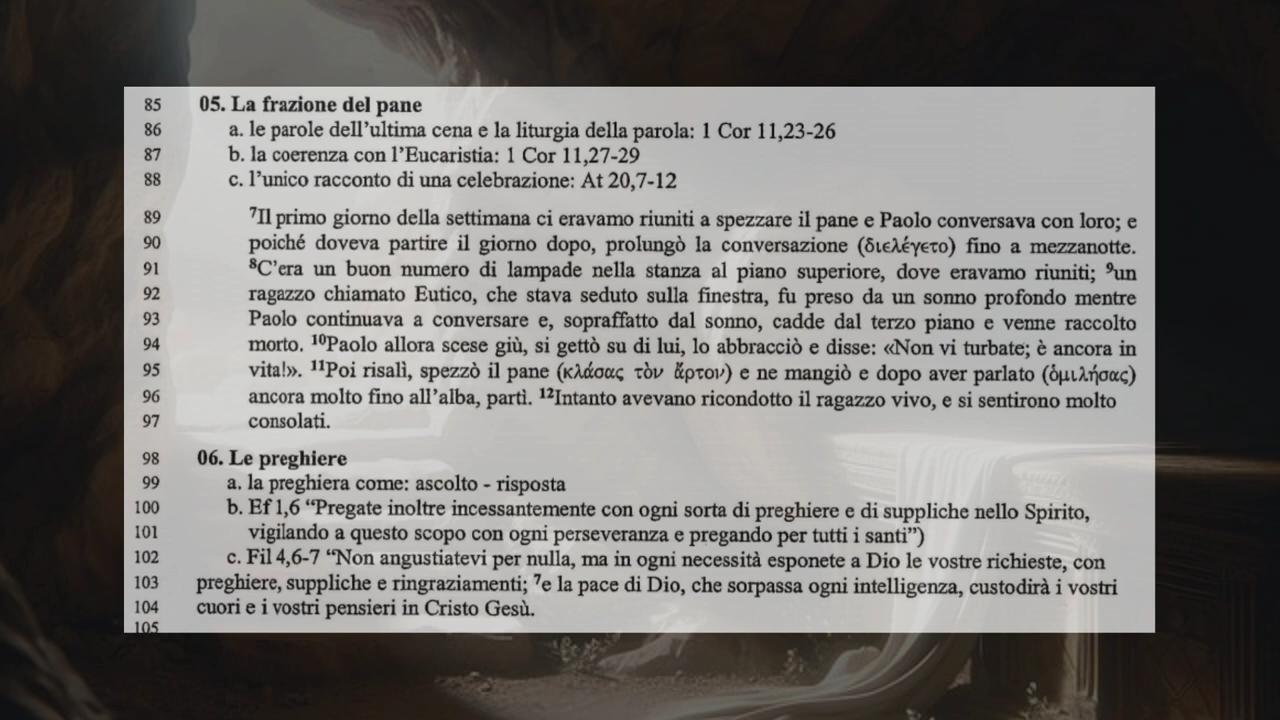 85 05. La frazione del pane
86 a. le parole dell’ultima cena e la liturgia della parola: 1 Cor 11,23-26
87 b. la coerenza con l’Eucaristia: 1 Cor 11,27-29
88 c. l’unico racconto di una celebrazione: At 20,7-12
89 ⁷Il primo giorno della settimana ci eravamo riuniti a spezzare il pane e Paolo conversava con loro; e
90 poiché doveva partire il giorno dopo, prolungò la conversazione (διελέγετο) fino a mezzanotte.
91 ⁸C’era un buon numero di lampade nella stanza al piano superiore, dove eravamo riuniti; ⁹un
92 ragazzo chiamato Eutico, che stava seduto sulla finestra, fu preso da un sonno profondo mentre
93 Paolo continuava a conversare e, sopraffatto dal sonno, cadde dal terzo piano e venne raccolto
94 morto. ¹⁰Paolo allora scese giù, si gettò su di lui, lo abbracciò e disse: «Non vi turbate; è ancora in
95 vita!». ¹¹Poi risalì, spezzò il pane (κλάσας τὸν ἄρτον) e ne mangiò e dopo aver parlato (ὁμιλήσας)
96 ancora molto fino all’alba, partì. ¹²Intanto avevano ricondotto il ragazzo vivo, e si sentirono molto
97 consolati.
98 06. Le preghiere
99 a. la preghiera come: ascolto - risposta
100 b. Ef 1,6 “Pregate inoltre incessantemente con ogni sorta di preghiere e di suppliche nello Spirito,
101 vigilando a questo scopo con ogni perseveranza e pregando per tutti i santi”)
102 c. Fil 4,6-7 “Non angustiatevi per nulla, ma in ogni necessità esponete a Dio le vostre richieste, con
103 preghiere, suppliche e ringraziamenti; ⁷e la pace di Dio, che sorpassa ogni intelligenza, custodirà i vostri
104 cuori e i vostri pensieri in Cristo Gesù.
105